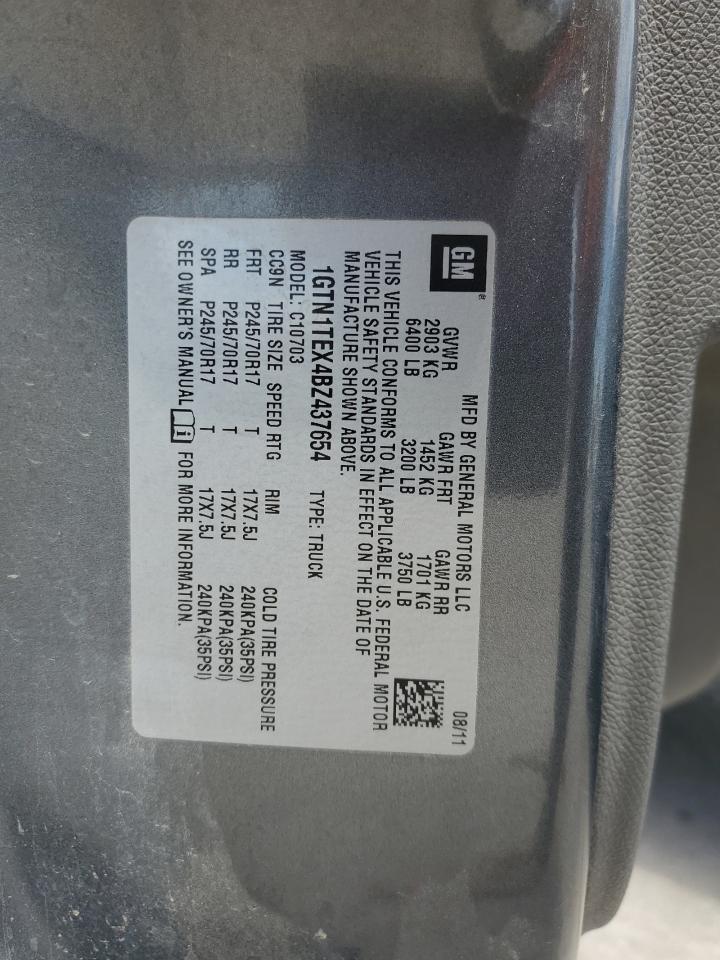 GM®
MFD BY GENERAL MOTORS LLC 08/11
GVWR GAWR FRT GAWR RR
2903 KG 1452 KG 1701 KG
6400 LB 3200 LB 3750 LB
THIS VEHICLE CONFORMS TO ALL APPLICABLE U.S. FEDERAL MOTOR
VEHICLE SAFETY STANDARDS IN EFFECT ON THE DATE OF
MANUFACTURE SHOWN ABOVE.
1GTN1TEX4BZ437654 TYPE: TRUCK
MODEL: C10703
CC9N TIRE SIZE SPEED RTG RIM COLD TIRE PRESSURE
FRT P245/70R17 T 17X7.5J 240KPA(35PSI)
RR P245/70R17 T 17X7.5J 240KPA(35PSI)
SPA P245/70R17 T 17X7.5J 240KPA(35PSI)
SEE OWNER'S MANUAL i FOR MORE INFORMATION.